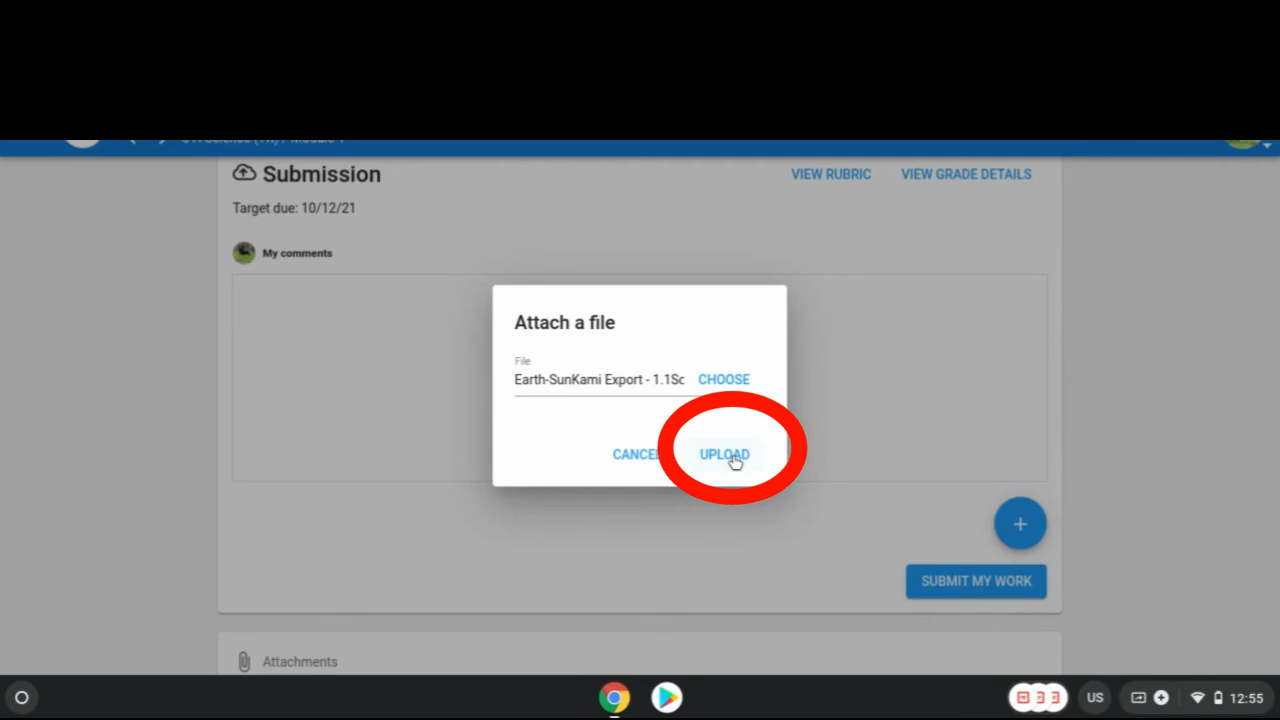 Submission
VIEW RUBRIC
VIEW GRADE DETAILS
Target due: 10/12/21
My comments
Attach a file
File
Earth-SunKami Export - 1.1Sc
CHOOSE
CANCEL
UPLOAD
+
SUBMIT MY WORK
Attachments
US
12:55